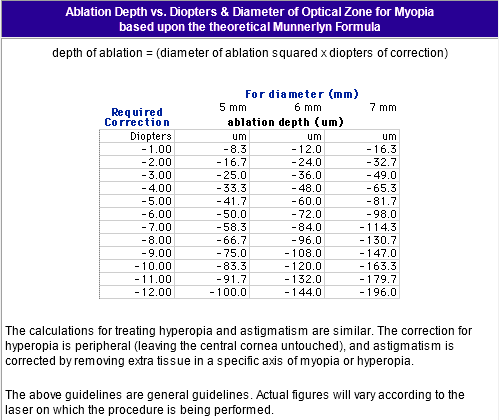 Ablation Depth vs. Diopters & Diameter of Optical Zone for Myopia
based upon the theoretical Munnerlyn Formula
depth of ablation = (diameter of ablation squared x diopters of correction)
For diameter (mm)
Required Correction 5 mm 6 mm 7 mm
ablation depth (um)
Diopters um um um
-1.00 -8.3 -12.0 -16.3
-2.00 -16.7 -24.0 -32.7
-3.00 -25.0 -36.0 -49.0
-4.00 -33.3 -48.0 -65.3
-5.00 -41.7 -60.0 -81.7
-6.00 -50.0 -72.0 -98.0
-7.00 -58.3 -84.0 -114.3
-8.00 -66.7 -96.0 -130.7
-9.00 -75.0 -108.0 -147.0
-10.00 -83.3 -120.0 -163.3
-11.00 -91.7 -132.0 -179.7
-12.00 -100.0 -144.0 -196.0
The calculations for treating hyperopia and astigmatism are similar. The correction for
hyperopia is peripheral (leaving the central cornea untouched), and astigmatism is
corrected by removing extra tissue in a specific axis of myopia or hyperopia.
The above guidelines are general guidelines. Actual figures will vary according to the
laser on which the procedure is being performed.